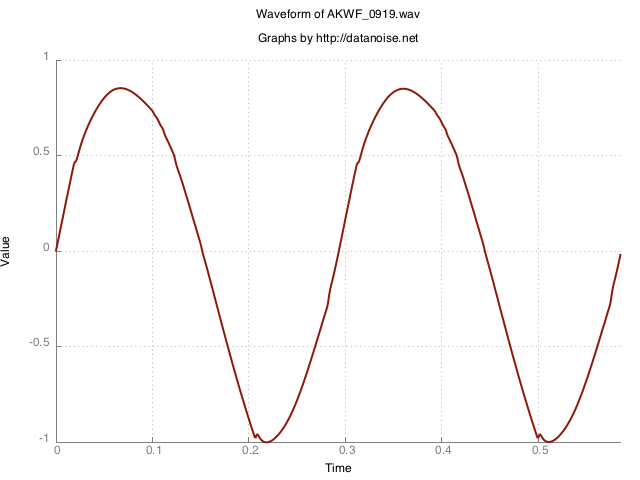 Waveform of AKWF_0919.wav
Graphs by http://datanoise.net
1
0.5
0
-0.5
-1
Value
0 0.1 0.2 0.3 0.4 0.5
Time